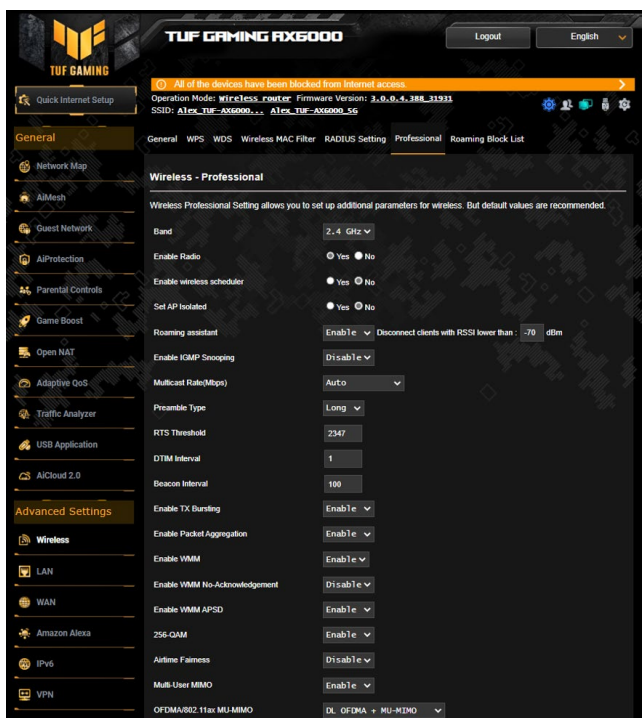 TUF GAMING
TUF GAMING AX6000
Logout
English
All of the devices have been blocked from Internet access.
Quick Internet Setup
Operation Mode: Wireless router Firmware Version: 3.0.0.4.388_31931
SSID: Alex_TUF-AX6000... Alex_TUF-AX6000_5G
General
General WPS WDS Wireless MAC Filter RADIUS Setting Professional Roaming Block List
Network Map
AiMesh
Guest Network
AiProtection
Parental Controls
Game Boost
Open NAT
Adaptive QoS
Traffic Analyzer
USB Application
AiCloud 2.0
Advanced Settings
Wireless
LAN
WAN
Amazon Alexa
IPv6
VPN
Wireless - Professional
Wireless Professional Setting allows you to set up additional parameters for wireless. But default values are recommended.
Band 2.4 GHz
Enable Radio Yes No
Enable wireless scheduler Yes No
Set AP Isolated Yes No
Roaming assistant Enable Disconnect clients with RSSI lower than : -70 dBm
Enable IGMP Snooping Disable
Multicast Rate(Mbps) Auto
Preamble Type Long
RTS Threshold 2347
DTIM Interval 1
Beacon Interval 100
Enable TX Bursting Enable
Enable Packet Aggregation Enable
Enable WMM Enable
Enable WMM No-Acknowledgement Disable
Enable WMM APSD Enable
256-QAM Enable
Airtime Fairness Disable
Multi-User MIMO Enable
OFDMA/802.11ax MU-MIMO DL OFDMA + MU-MIMO